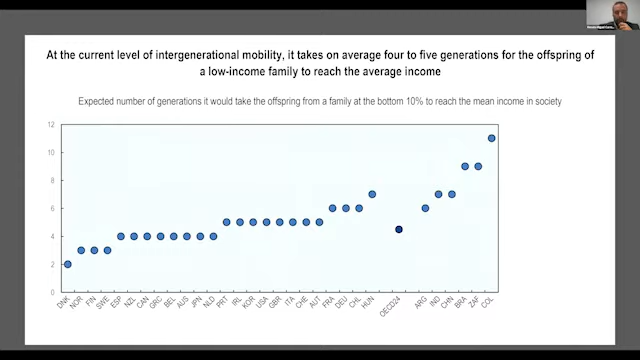 At the current level of intergenerational mobility, it takes on average four to five generations for the offspring of
a low-income family to reach the average income
Expected number of generations it would take the offspring from a family at the bottom 10% to reach the mean income in society
12
10
8
6
4
2
0
DNK NOR FIN SWE ESP NZL CAN GRC BEL AUS JPN NLD PRT IRL KOR USA GBR ITA CHE AUT FRA DEU CHL HUN OECD24 ARG IND CHN BRA ZAF COL